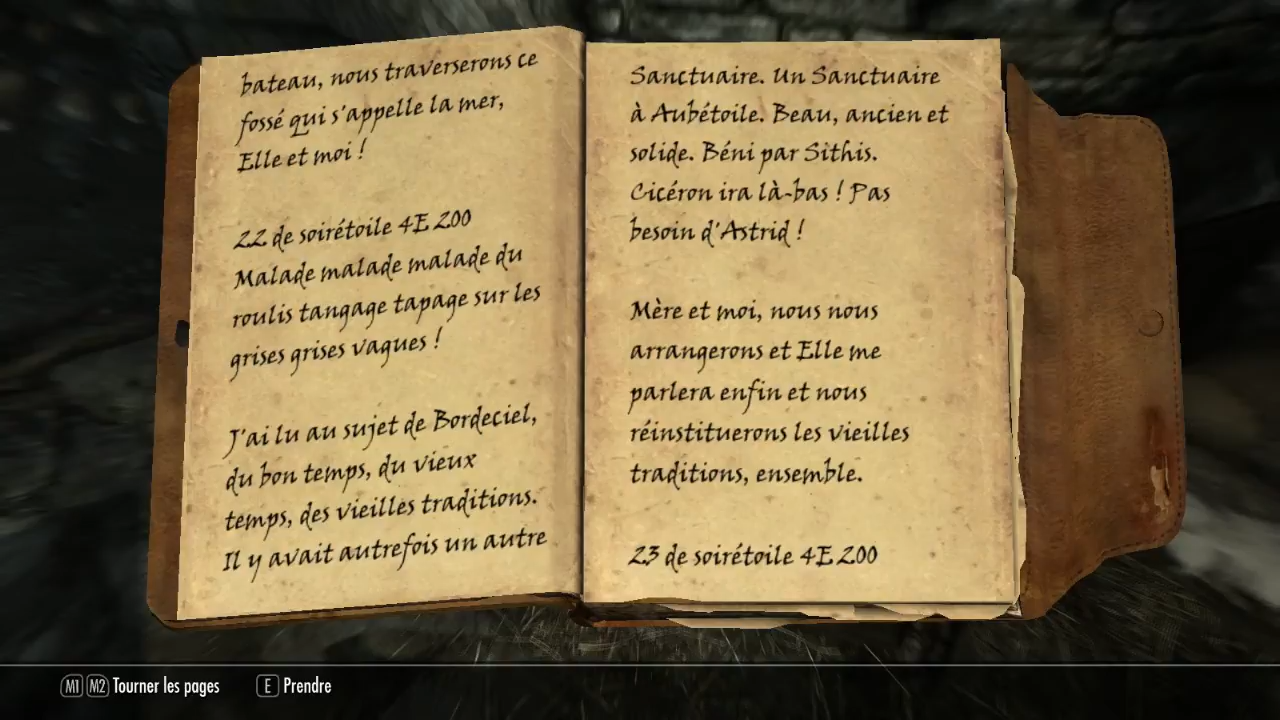 bateau, nous traverserons ce
fossé qui s'appelle la mer,
Elle et moi !
22 de soirétoile 4E 200
Malade malade malade du
roulis tangage tapage sur les
grises grises vagues !
J'ai lu au sujet de Bordeciel,
du bon temps, du vieux
temps, des vieilles traditions.
Il y avait autrefois un autre
Sanctuaire. Un Sanctuaire
à Aubétoile. Beau, ancien et
solide. Béni par Sithis.
Cicéron ira là-bas ! Pas
besoin d'Astrid !
Mère et moi, nous nous
arrangerons et Elle me
parlera enfin et nous
réinstituerons les vieilles
traditions, ensemble.
23 de soirétoile 4E 200
M1 M2 Tourner les pages
E Prendre